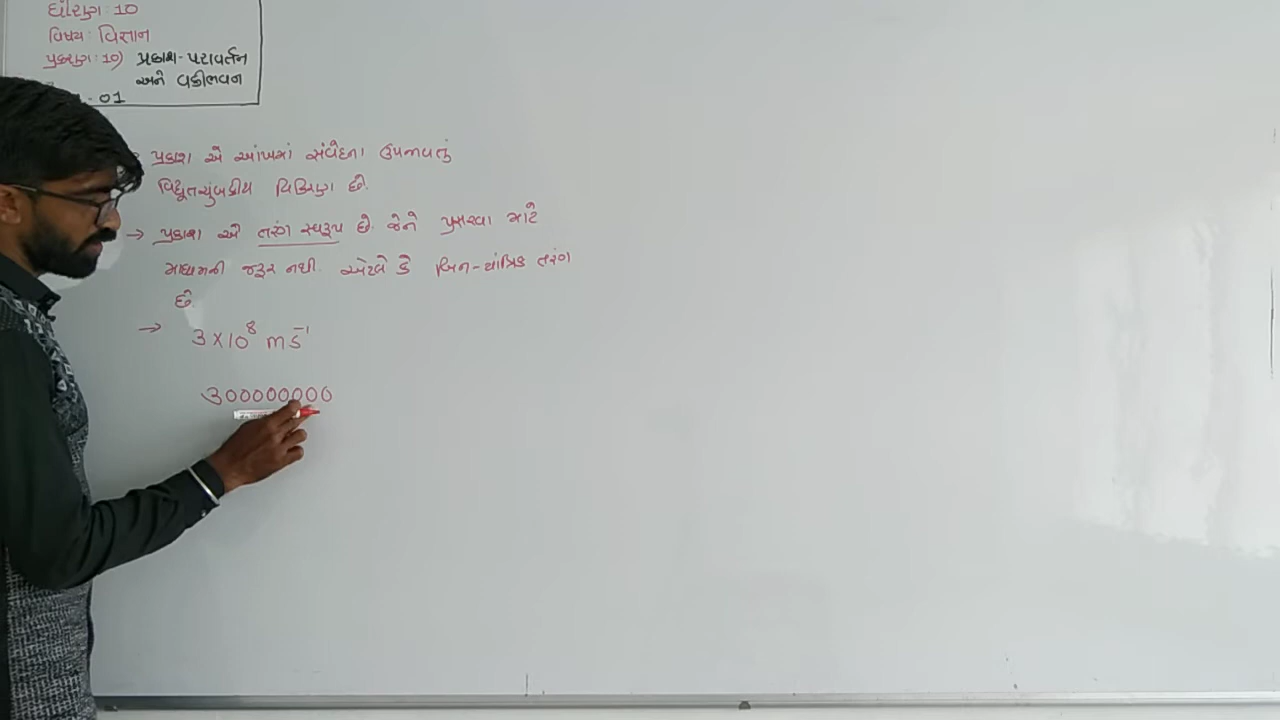 ધોરણ : 10
વિષય : વિજ્ઞાન
પ્રકરણ : 10) પ્રકાશ - પરાવર્તન
અને વક્રીભવન
. 01
પ્રકાશ એ આંખમાં સંવેદના ઉપજાવતું
વિદ્યુતચુંબકીય વિકિરણ છે.
→ પ્રકાશ એ તરંગ સ્વરૂપ છે. જેને પ્રસરવા માટે
માધ્યમની જરૂર નથી. એટલે કે બિન-યાંત્રિક તરંગ
છે.
→ 3×10⁸ ms⁻¹
300000000